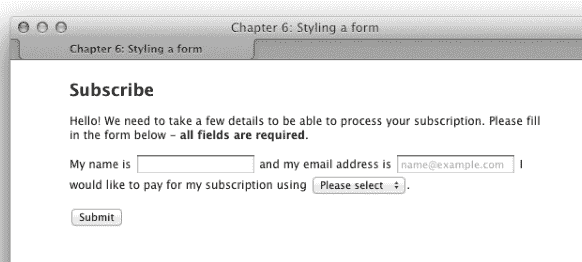 Chapter 6: Styling a form
Chapter 6: Styling a form
Subscribe
Hello! We need to take a few details to be able to process your subscription. Please fill
in the form below – all fields are required.
My name is and my email address is name@example.com I
would like to pay for my subscription using Please select .
Submit